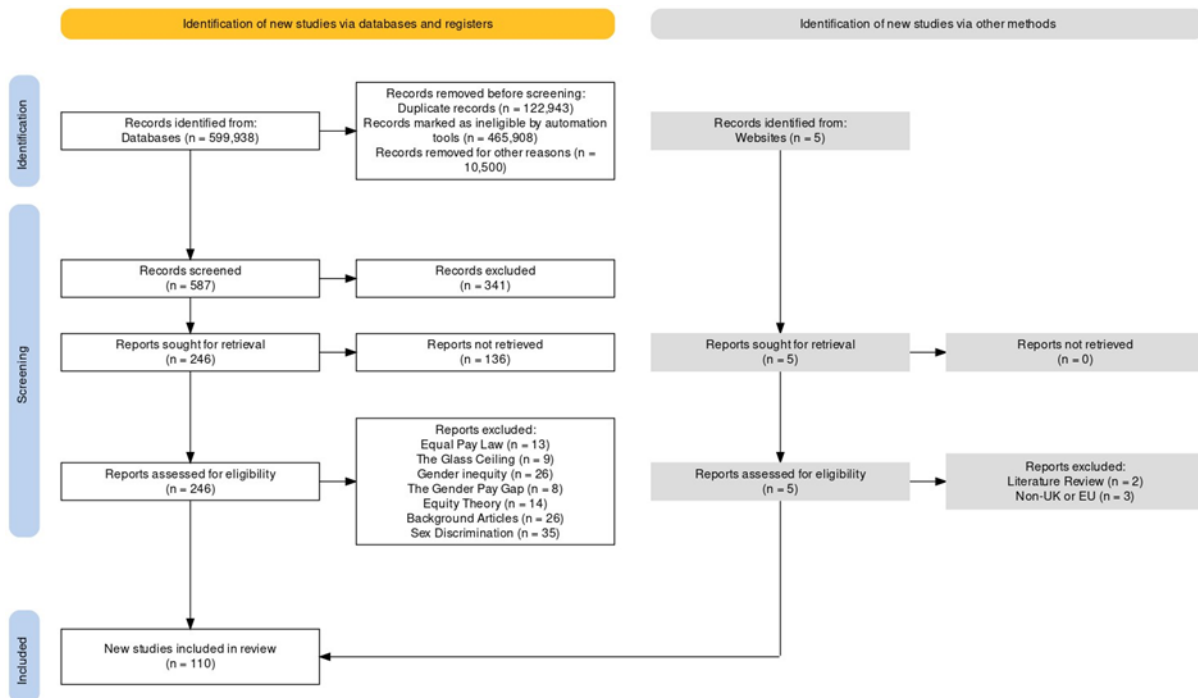 Identification of new studies via databases and registers
Identification of new studies via other methods
Identification
Records identified from:
Databases (n = 599,938)
Records removed before screening:
Duplicate records (n = 122,943)
Records marked as ineligible by automation
tools (n = 465,908)
Records removed for other reasons (n =
10,500)
Records identified from:
Websites (n = 5)
Screening
Records screened
(n = 587)
Records excluded
(n = 341)
Reports sought for retrieval
(n = 246)
Reports not retrieved
(n = 136)
Reports sought for retrieval
(n = 5)
Reports not retrieved
(n = 0)
Reports assessed for eligibility
(n = 246)
Reports excluded:
Equal Pay Law (n = 13)
The Glass Ceiling (n = 9)
Gender inequity (n = 26)
The Gender Pay Gap (n = 8)
Equity Theory (n = 14)
Background Articles (n = 26)
Sex Discrimination (n = 35)
Reports assessed for eligibility
(n = 5)
Reports excluded:
Literature Review (n = 2)
Non-UK or EU (n = 3)
Included
New studies included in review
(n = 110)